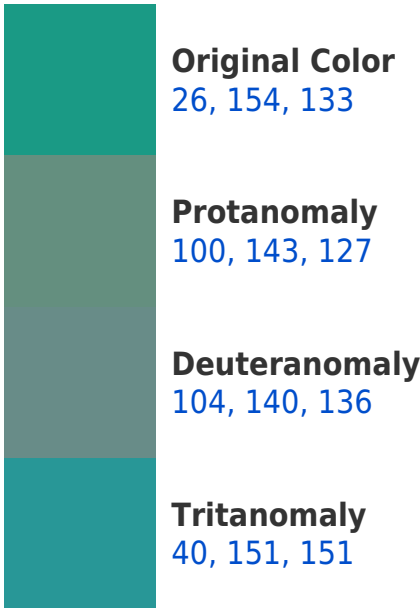 Original Color
26, 154, 133
Protanomaly
100, 143, 127
Deuteranomaly
104, 140, 136
Tritanomaly
40, 151, 151